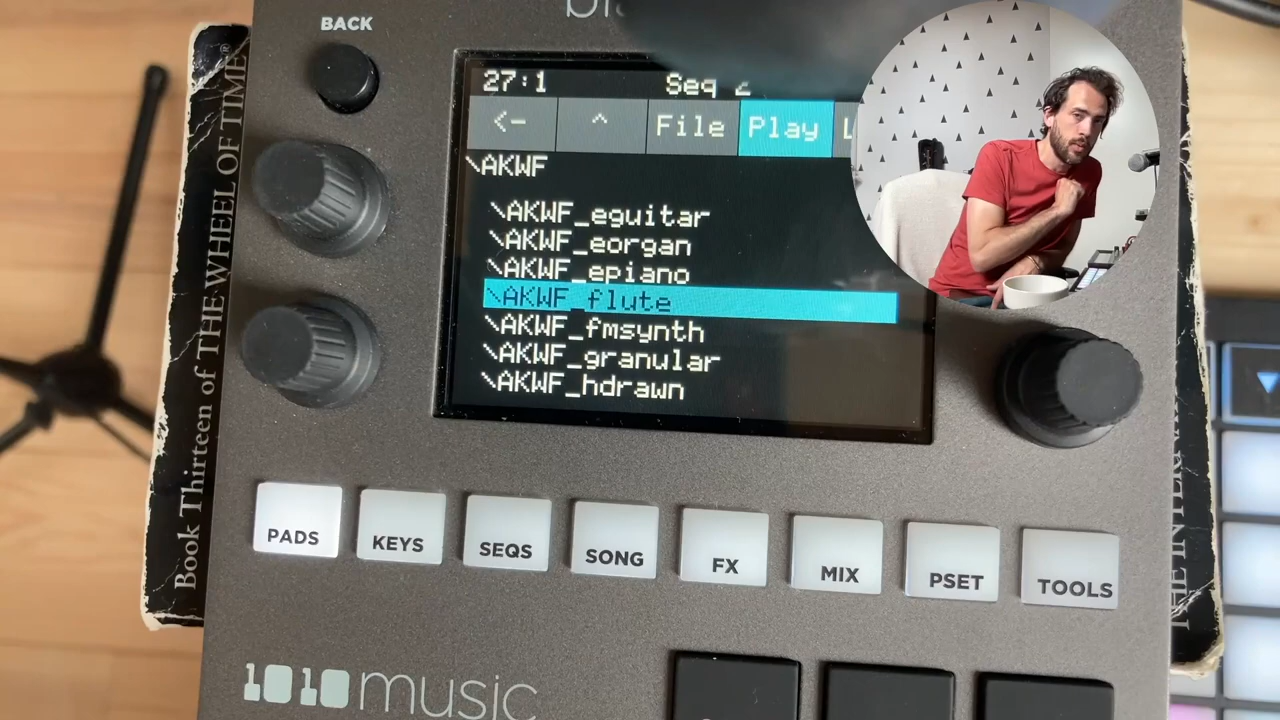 BACK
27:1 Seq
<- ^ File Play
\AKWF
\AKWF_eguitar
\AKWF_eorgan
\AKWF_epiano
\AKWF_flute
\AKWF_fmsynth
\AKWF_granular
\AKWF_hdrawn
PADS KEYS SEQS SONG FX MIX PSET TOOLS
1010music
Book Thirteen of THE WHEEL OF TIME®